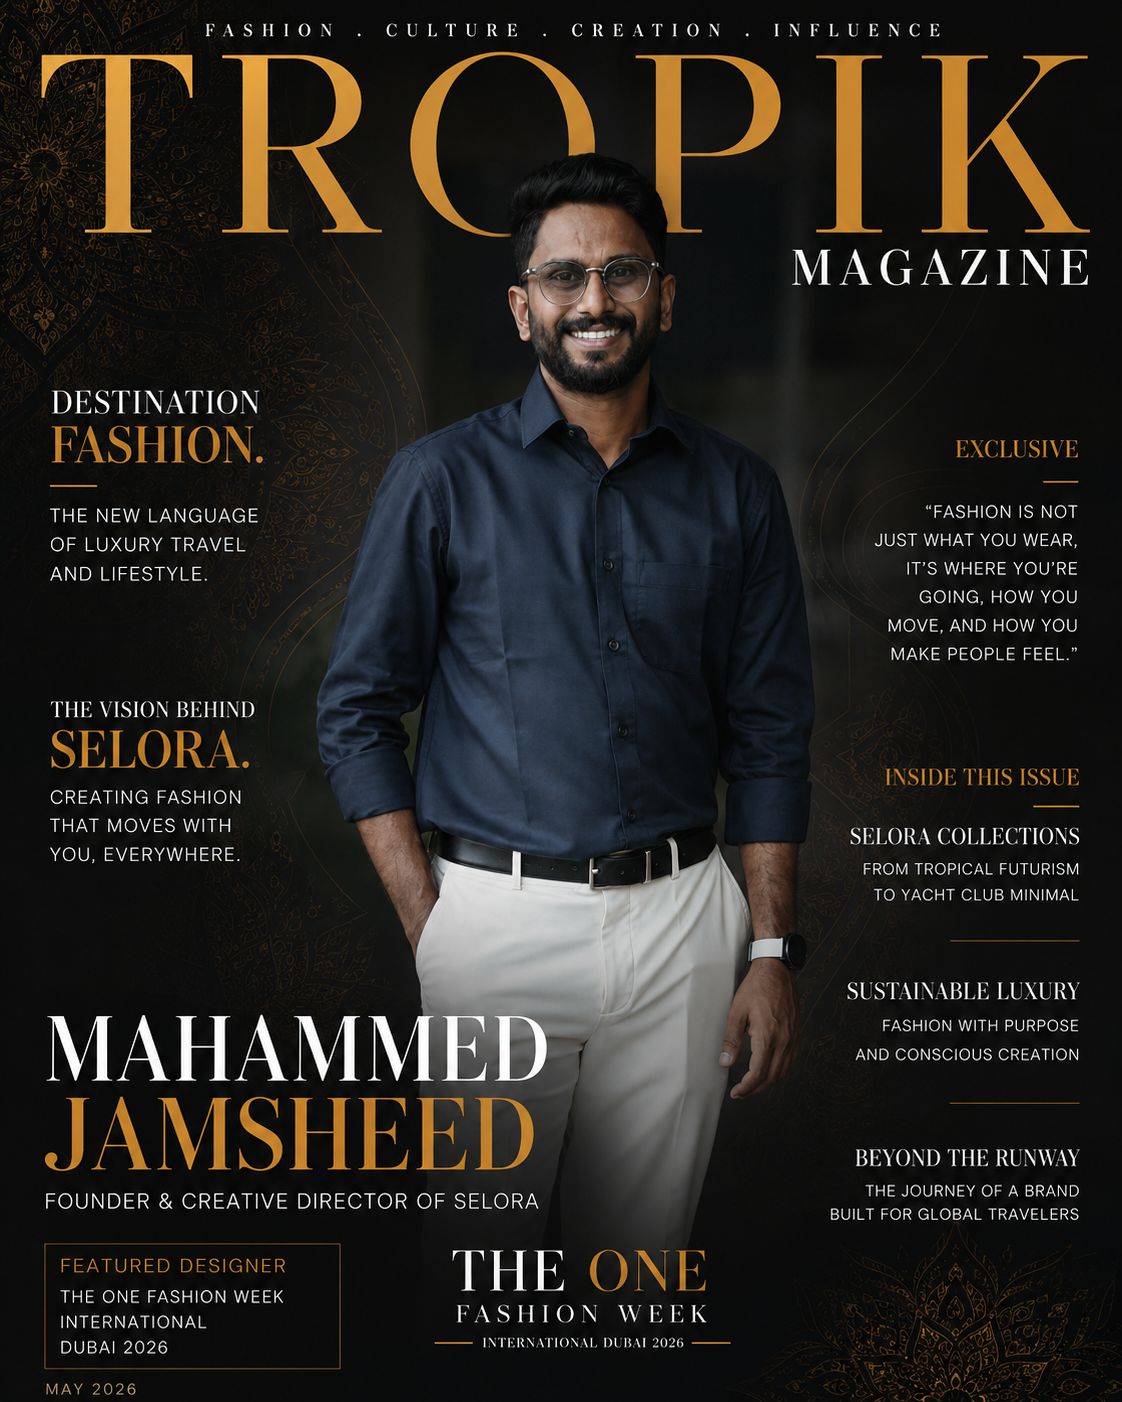 FASHION . CULTURE . CREATION . INFLUENCE
TROPIK
MAGAZINE
DESTINATION
FASHION.
THE NEW LANGUAGE
OF LUXURY TRAVEL
AND LIFESTYLE.
THE VISION BEHIND
SELORA.
CREATING FASHION
THAT MOVES WITH
YOU, EVERYWHERE.
EXCLUSIVE
“FASHION IS NOT
JUST WHAT YOU WEAR,
IT’S WHERE YOU’RE
GOING, HOW YOU
MOVE, AND HOW YOU
MAKE PEOPLE FEEL.”
INSIDE THIS ISSUE
SELORA COLLECTIONS
FROM TROPICAL FUTURISM
TO YACHT CLUB MINIMAL
SUSTAINABLE LUXURY
FASHION WITH PURPOSE
AND CONSCIOUS CREATION
BEYOND THE RUNWAY
THE JOURNEY OF A BRAND
BUILT FOR GLOBAL TRAVELERS
MAHAMMED
JAMSHEED
FOUNDER & CREATIVE DIRECTOR OF SELORA
FEATURED DESIGNER
THE ONE FASHION WEEK
INTERNATIONAL
DUBAI 2026
MAY 2026
THE ONE
FASHION WEEK
INTERNATIONAL DUBAI 2026